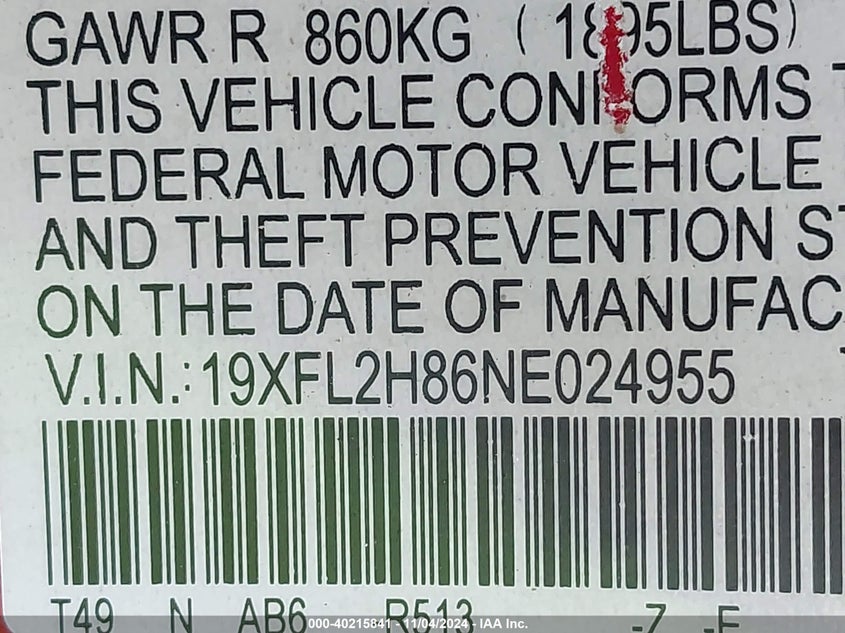 GAWR R 860KG ( 1895LBS)
THIS VEHICLE CONFORMS
FEDERAL MOTOR VEHICLE
AND THEFT PREVENTION S
ON THE DATE OF MANUFAC
V.I.N.: 19XFL2H86NE024955
T49 N AB6 R513 -7 -F
000-40215841 - 11/04/2024 - IAA Inc.